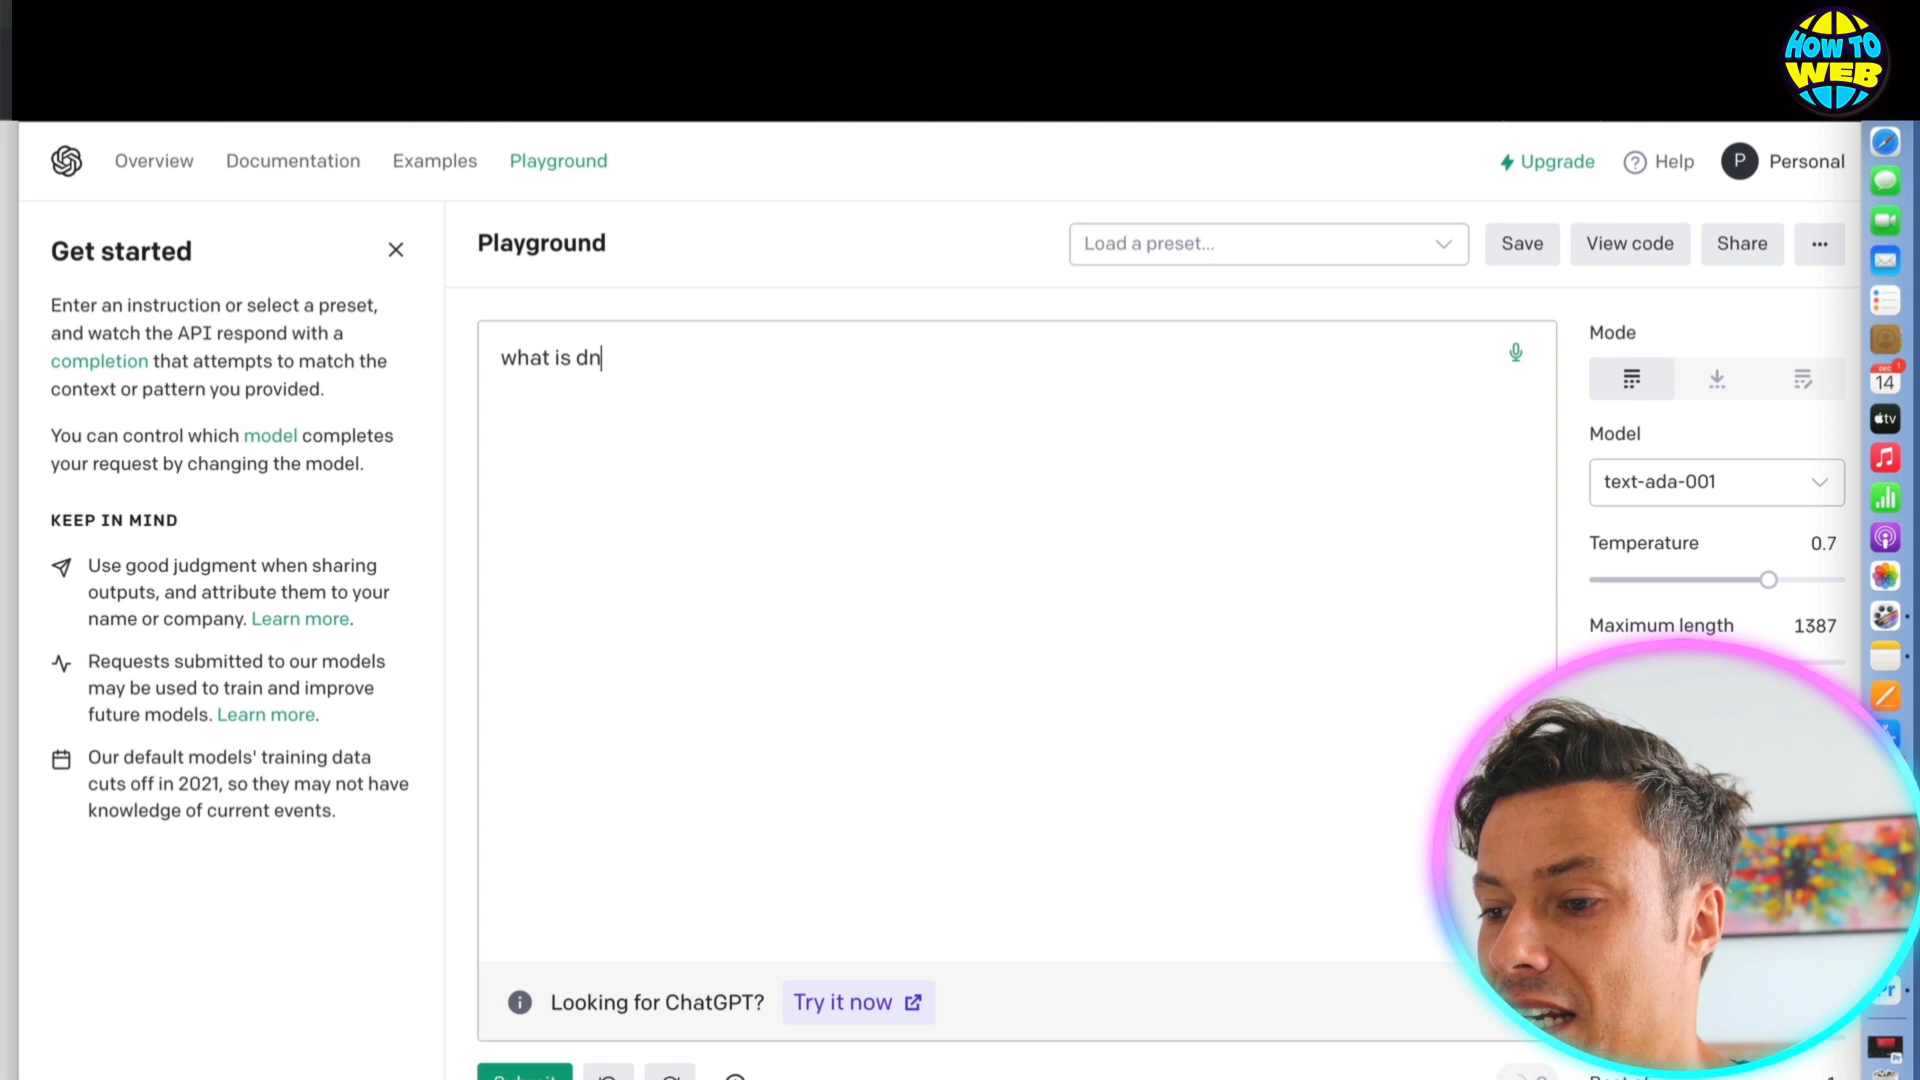 HOW TO
WEB
Overview
Documentation
Examples
Playground
Upgrade
Help
P
Personal
Get started
Enter an instruction or select a preset,
and watch the API respond with a
completion that attempts to match the
context or pattern you provided.
You can control which model completes
your request by changing the model.
KEEP IN MIND
Use good judgment when sharing
outputs, and attribute them to your
name or company. Learn more.
Requests submitted to our models
may be used to train and improve
future models. Learn more.
Our default models' training data
cuts off in 2021, so they may not have
knowledge of current events.
Playground
Load a preset...
Save
View code
Share
what is dn
Mode
Model
text-ada-001
Temperature 0.7
Maximum length 1387
Looking for ChatGPT? Try it now
DEC
14
1
tv